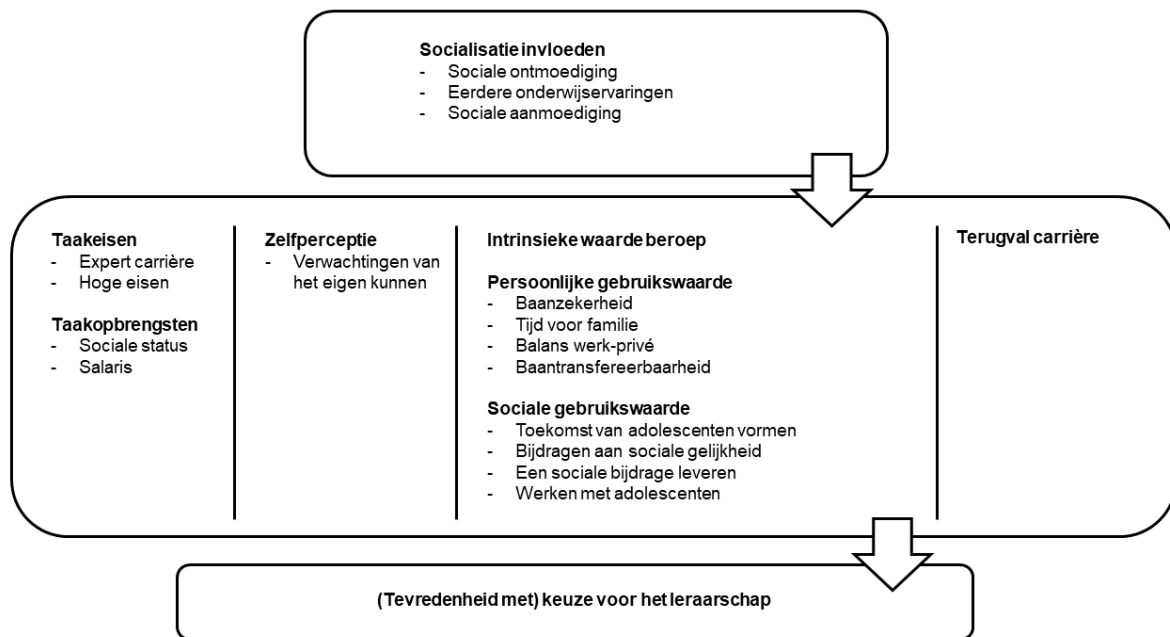 Socialisatie invloeden
- Sociale ontmoediging
- Eerdere onderwijservaringen
- Sociale aanmoediging
Taakeisen
- Expert carrière
- Hoge eisen
Taakopbrengsten
- Sociale status
- Salaris
Zelfperceptie
- Verwachtingen van
het eigen kunnen
Intrinsieke waarde beroep
Persoonlijke gebruikswaarde
- Baanzekerheid
- Tijd voor familie
- Balans werk-privé
- Baantransfereerbaarheid
Sociale gebruikswaarde
- Toekomst van adolescenten vormen
- Bijdragen aan sociale gelijkheid
- Een sociale bijdrage leveren
- Werken met adolescenten
Terugval carrière
(Tevredenheid met) keuze voor het leraarschap